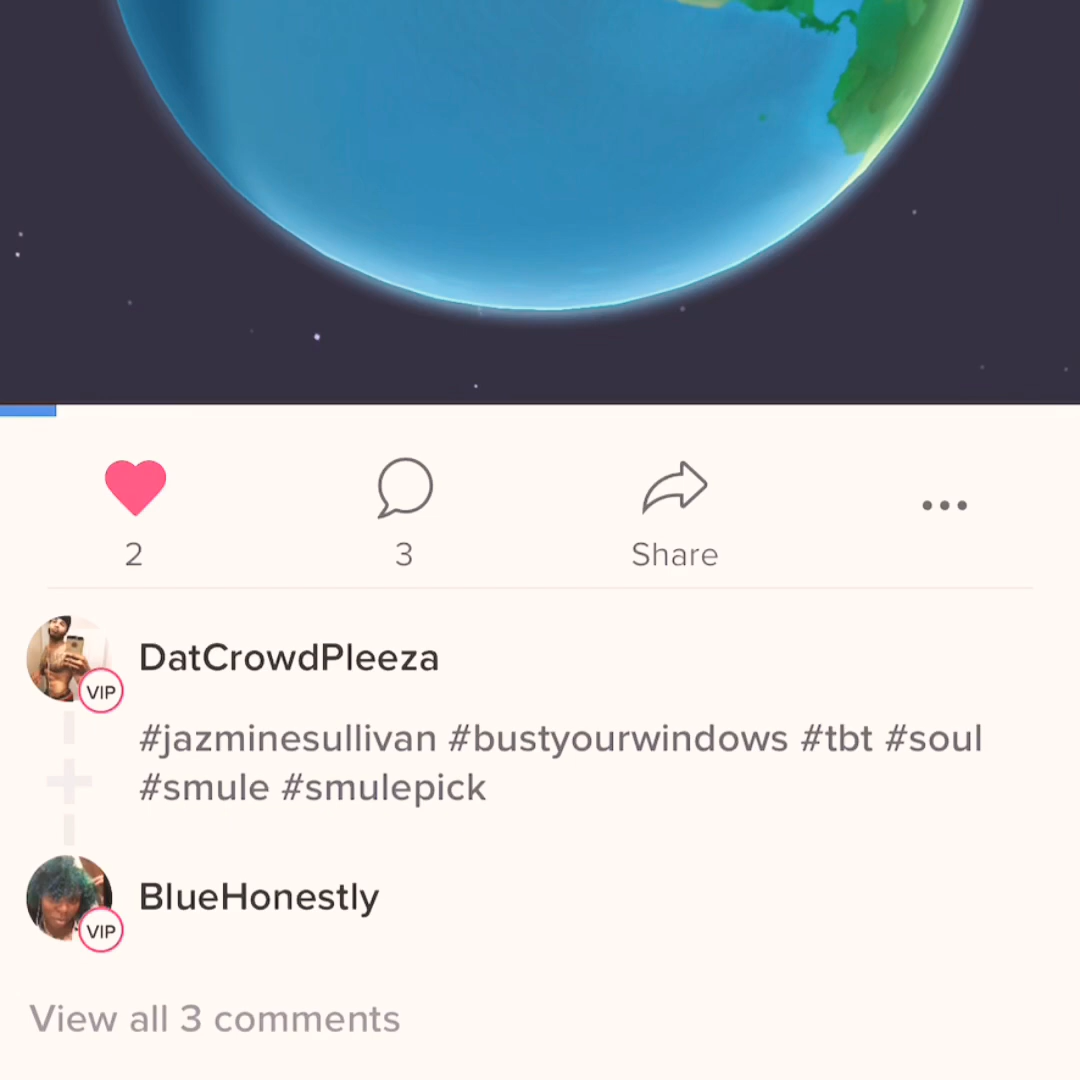 2
3
Share
DatCrowdPleeza
VIP
#jazminesullivan #bustyourwindows #tbt #soul
#smule #smulepick
BlueHonestly
VIP
View all 3 comments